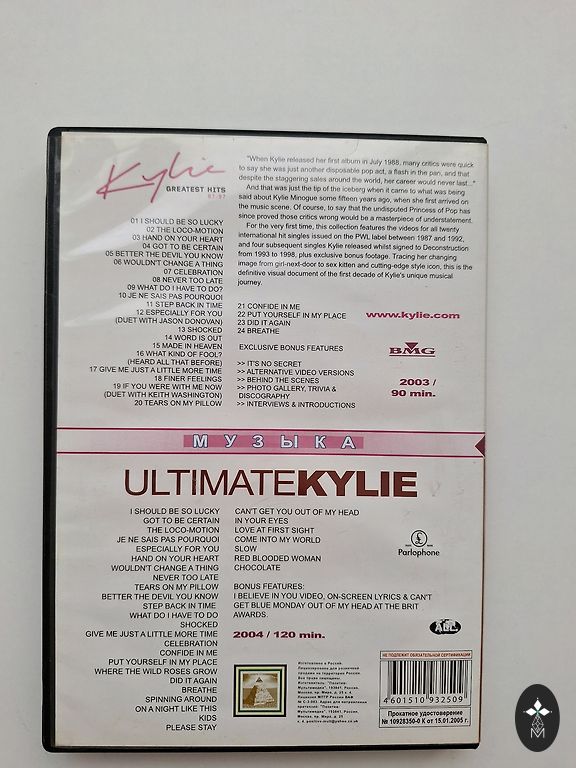 Kylie
GREATEST HITS
87-97
01 I SHOULD BE SO LUCKY
02 THE LOCO-MOTION
03 HAND ON YOUR HEART
04 GOT TO BE CERTAIN
05 BETTER THE DEVIL YOU KNOW
06 WOULDN'T CHANGE A THING
07 CELEBRATION
08 NEVER TOO LATE
09 WHAT DO I HAVE TO DO?
10 JE NE SAIS PAS POURQUOI
11 STEP BACK IN TIME
12 ESPECIALLY FOR YOU
(DUET WITH JASON DONOVAN)
13 SHOCKED
14 WORD IS OUT
15 MADE IN HEAVEN
16 WHAT KIND OF FOOL?
(HEARD ALL THAT BEFORE)
17 GIVE ME JUST A LITTLE MORE TIME
18 FINER FEELINGS
19 IF YOU WERE WITH ME NOW
(DUET WITH KEITH WASHINGTON)
20 TEARS ON MY PILLOW
"When Kylie released her first album in July 1988, many critics were quick
to say she was just another disposable pop act, a flash in the pan, and that
despite the staggering sales around the world, her career would never last..."
And that was just the tip of the iceberg when it came to what was being
said about Kylie Minogue some fifteen years ago, when she first arrived on
the music scene. Of course, to say that the undisputed Princess of Pop has
since proved those critics wrong would be a masterpiece of understatement.
For the very first time, this collection features the videos for all twenty
international hit singles issued on the PWL label between 1987 and 1992,
and four subsequent singles Kylie released whilst signed to Deconstruction
from 1993 to 1998, plus exclusive bonus footage. Tracing her changing
image from girl-next-door to sex kitten and cutting-edge style icon, this is the
definitive visual document of the first decade of Kylie's unique musical
journey.
21 CONFIDE IN ME
22 PUT YOURSELF IN MY PLACE
23 DID IT AGAIN
24 BREATHE
EXCLUSIVE BONUS FEATURES
>> IT'S NO SECRET
>> ALTERNATIVE VIDEO VERSIONS
>> BEHIND THE SCENES
>> PHOTO GALLERY, TRIVIA &
DISCOGRAPHY
>> INTERVIEWS & INTRODUCTIONS
www.kylie.com
BMG
2003 /
90 min.
МУЗЫКА
ULTIMATEKYLIE
I SHOULD BE SO LUCKY
GOT TO BE CERTAIN
THE LOCO-MOTION
JE NE SAIS PAS POURQUOI
ESPECIALLY FOR YOU
HAND ON YOUR HEART
WOULDN'T CHANGE A THING
NEVER TOO LATE
TEARS ON MY PILLOW
BETTER THE DEVIL YOU KNOW
STEP BACK IN TIME
WHAT DO I HAVE TO DO
SHOCKED
GIVE ME JUST A LITTLE MORE TIME
CELEBRATION
CONFIDE IN ME
PUT YOURSELF IN MY PLACE
WHERE THE WILD ROSES GROW
DID IT AGAIN
BREATHE
SPINNING AROUND
ON A NIGHT LIKE THIS
KIDS
PLEASE STAY
CAN'T GET YOU OUT OF MY HEAD
IN YOUR EYES
LOVE AT FIRST SIGHT
COME INTO MY WORLD
SLOW
RED BLOODED WOMAN
CHOCOLATE
BONUS FEATURES:
I BELIEVE IN YOU VIDEO, ON-SCREEN LYRICS & CAN'T
GET BLUE MONDAY OUT OF MY HEAD AT THE BRIT
AWARDS.
2004 / 120 min.
Parlophone
ALL
Изготовлено в России.
НЕ ПОДЛЕЖИТ ОБЯЗАТЕЛЬНОЙ СЕРТИФИКАЦИИ
4601510932509
Прокатное удостоверение
№ 10928350-0 К от 15.01.2005 г.